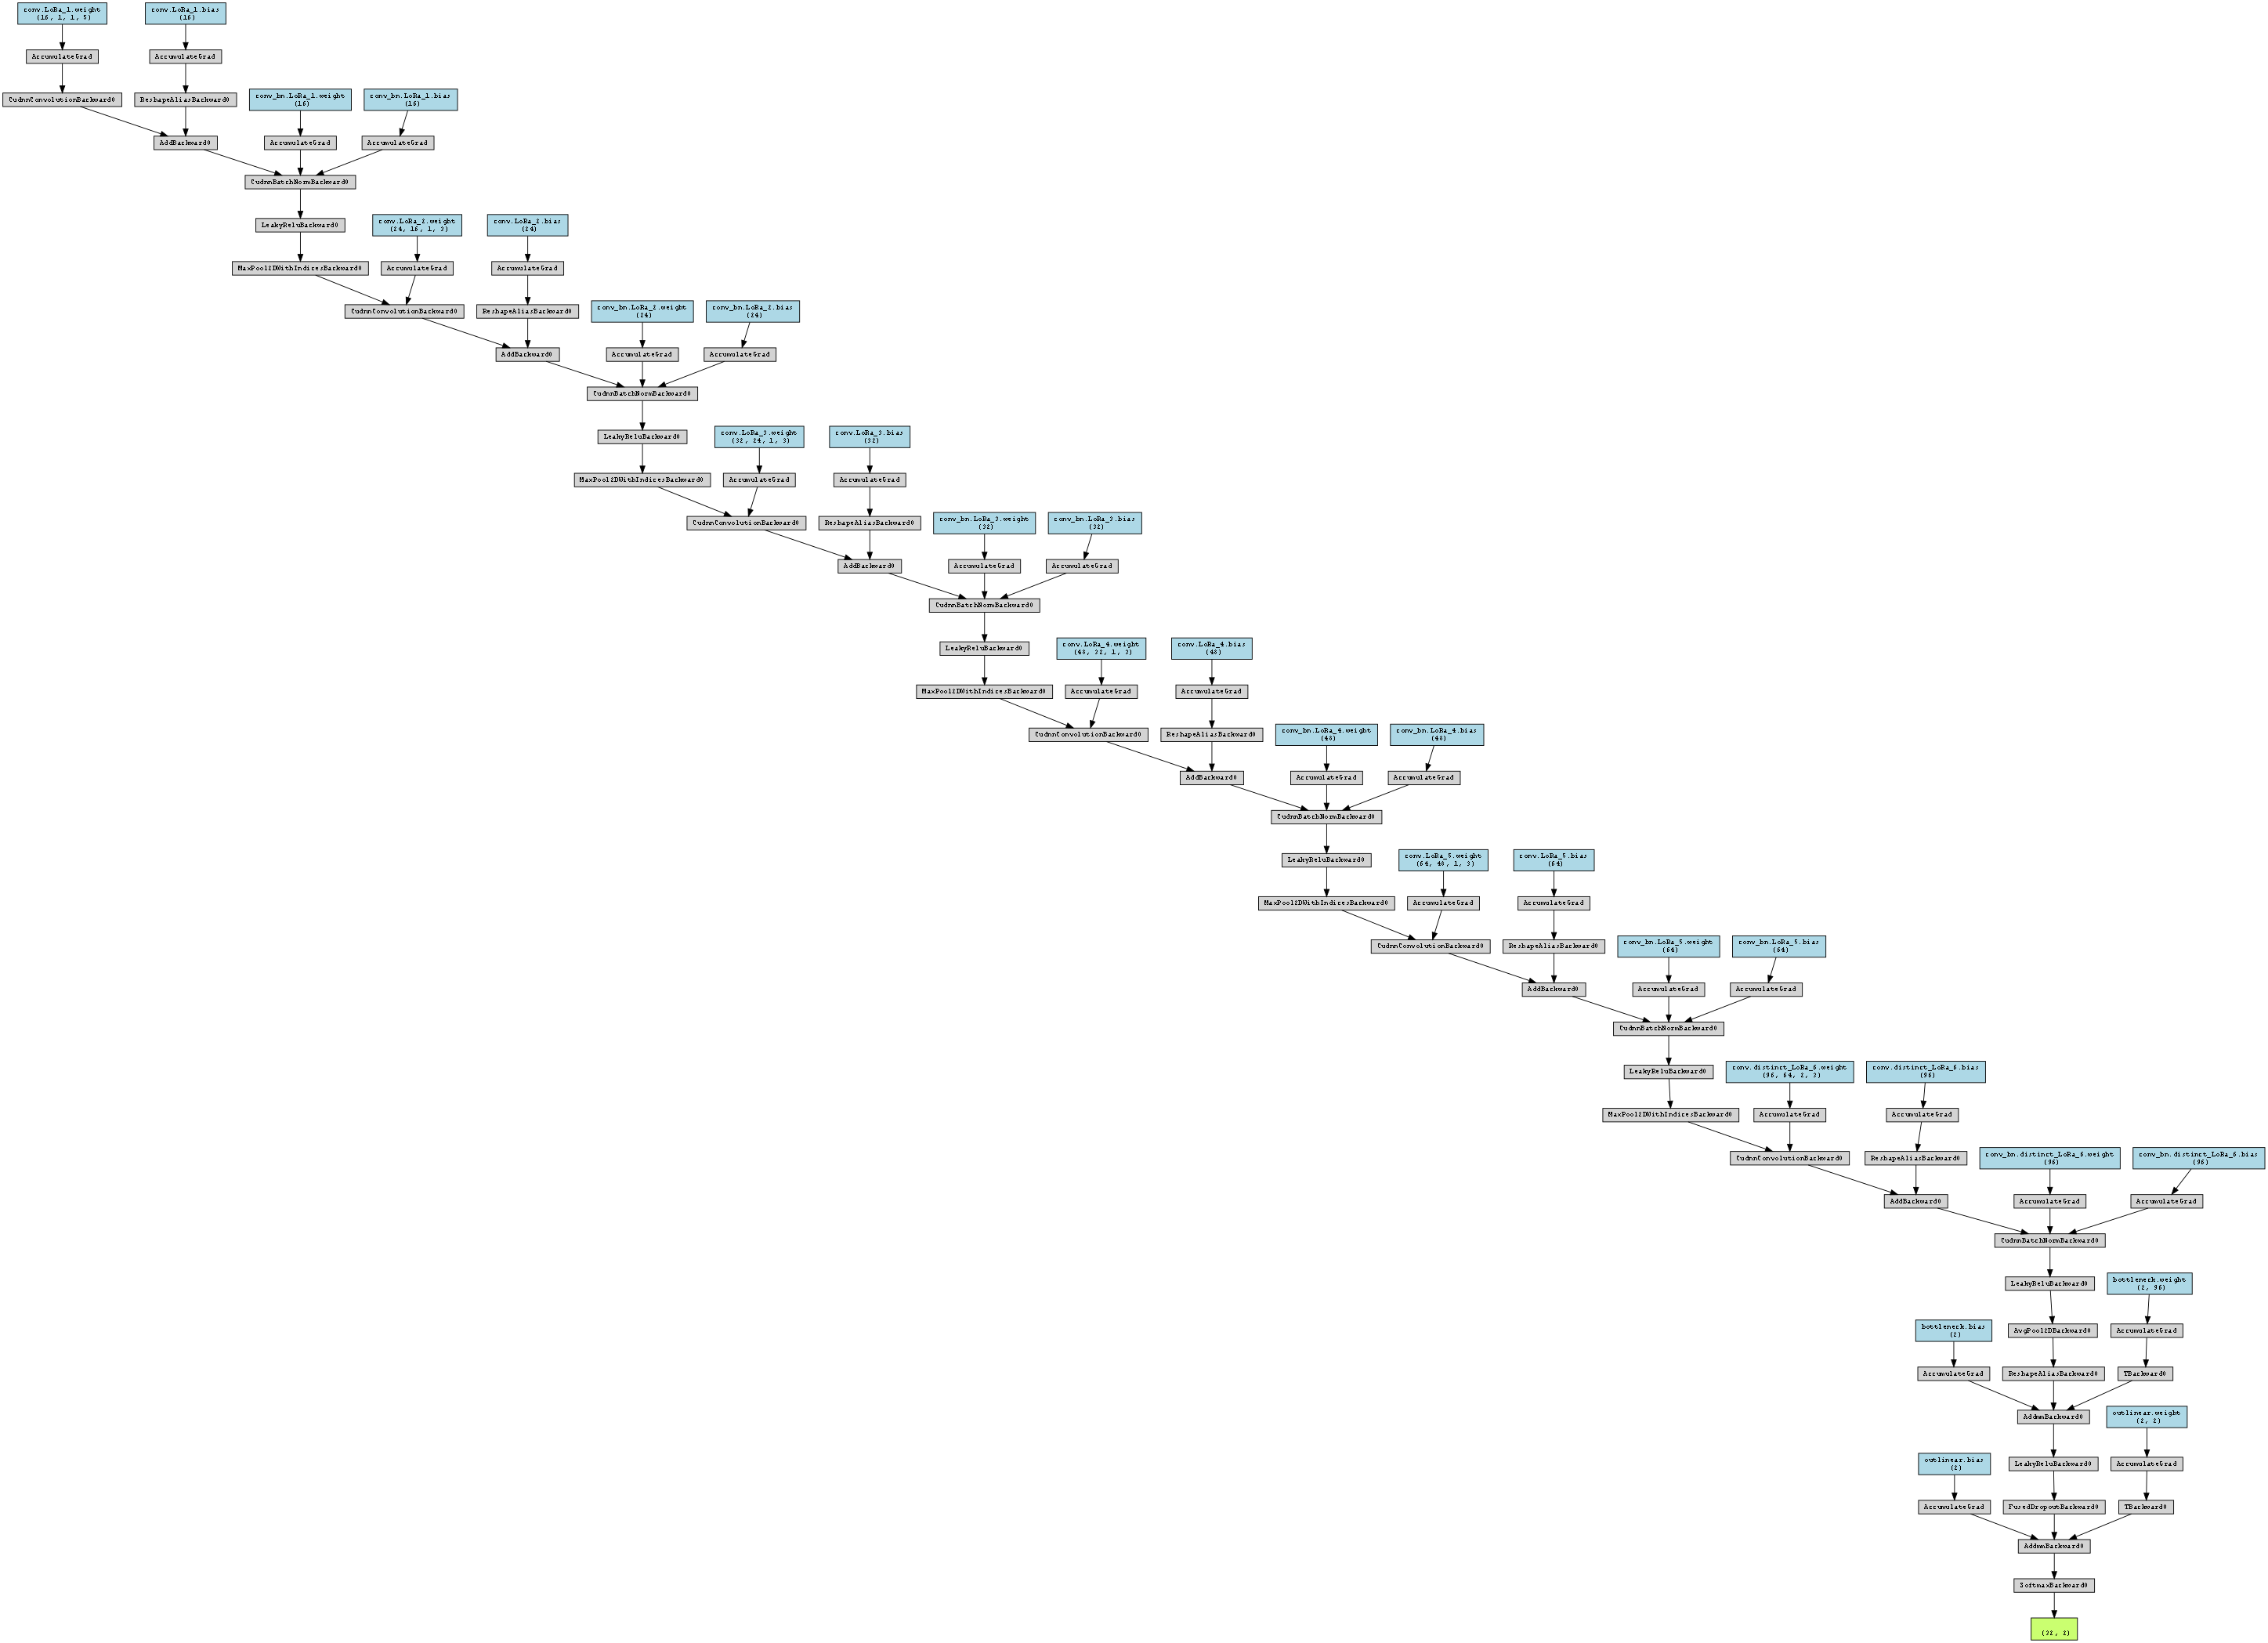 conv.LoRa_1.weight
(16, 1, 1, 5)
conv.LoRa_1.bias
(16)
AccumulateGrad
AccumulateGrad
CudnnConvolutionBackward0
ReshapeAliasBackward0
conv_bn.LoRa_1.weight
(16)
conv_bn.LoRa_1.bias
(16)
AddBackward0
AccumulateGrad
AccumulateGrad
CudnnBatchNormBackward0
LeakyReluBackward0
conv.LoRa_2.weight
(24, 16, 1, 3)
conv.LoRa_2.bias
(24)
MaxPool2DWithIndicesBackward0
AccumulateGrad
AccumulateGrad
CudnnConvolutionBackward0
ReshapeAliasBackward0
conv_bn.LoRa_2.weight
(24)
conv_bn.LoRa_2.bias
(24)
AddBackward0
AccumulateGrad
AccumulateGrad
CudnnBatchNormBackward0
LeakyReluBackward0
conv.LoRa_3.weight
(32, 24, 1, 3)
conv.LoRa_3.bias
(32)
MaxPool2DWithIndicesBackward0
AccumulateGrad
AccumulateGrad
CudnnConvolutionBackward0
ReshapeAliasBackward0
conv_bn.LoRa_3.weight
(32)
conv_bn.LoRa_3.bias
(32)
AddBackward0
AccumulateGrad
AccumulateGrad
CudnnBatchNormBackward0
LeakyReluBackward0
conv.LoRa_4.weight
(48, 32, 1, 3)
conv.LoRa_4.bias
(48)
MaxPool2DWithIndicesBackward0
AccumulateGrad
AccumulateGrad
CudnnConvolutionBackward0
ReshapeAliasBackward0
conv_bn.LoRa_4.weight
(48)
conv_bn.LoRa_4.bias
(48)
AddBackward0
AccumulateGrad
AccumulateGrad
CudnnBatchNormBackward0
LeakyReluBackward0
conv.LoRa_5.weight
(64, 48, 1, 3)
conv.LoRa_5.bias
(64)
MaxPool2DWithIndicesBackward0
AccumulateGrad
AccumulateGrad
CudnnConvolutionBackward0
ReshapeAliasBackward0
conv_bn.LoRa_5.weight
(64)
conv_bn.LoRa_5.bias
(64)
AddBackward0
AccumulateGrad
AccumulateGrad
CudnnBatchNormBackward0
LeakyReluBackward0
conv.distinct_LoRa_6.weight
(96, 64, 2, 3)
conv.distinct_LoRa_6.bias
(96)
MaxPool2DWithIndicesBackward0
AccumulateGrad
AccumulateGrad
CudnnConvolutionBackward0
ReshapeAliasBackward0
conv_bn.distinct_LoRa_6.weight
(96)
conv_bn.distinct_LoRa_6.bias
(96)
AddBackward0
AccumulateGrad
AccumulateGrad
CudnnBatchNormBackward0
LeakyReluBackward0
bottleneck.weight
(2, 96)
bottleneck.bias
(2)
AvgPool2DBackward0
AccumulateGrad
AccumulateGrad
ReshapeAliasBackward0
TBackward0
AddmmBackward0
outlinear.weight
(2, 2)
outlinear.bias
(2)
LeakyReluBackward0
AccumulateGrad
AccumulateGrad
FusedDropoutBackward0
TBackward0
AddmmBackward0
SoftmaxBackward0
(32, 2)